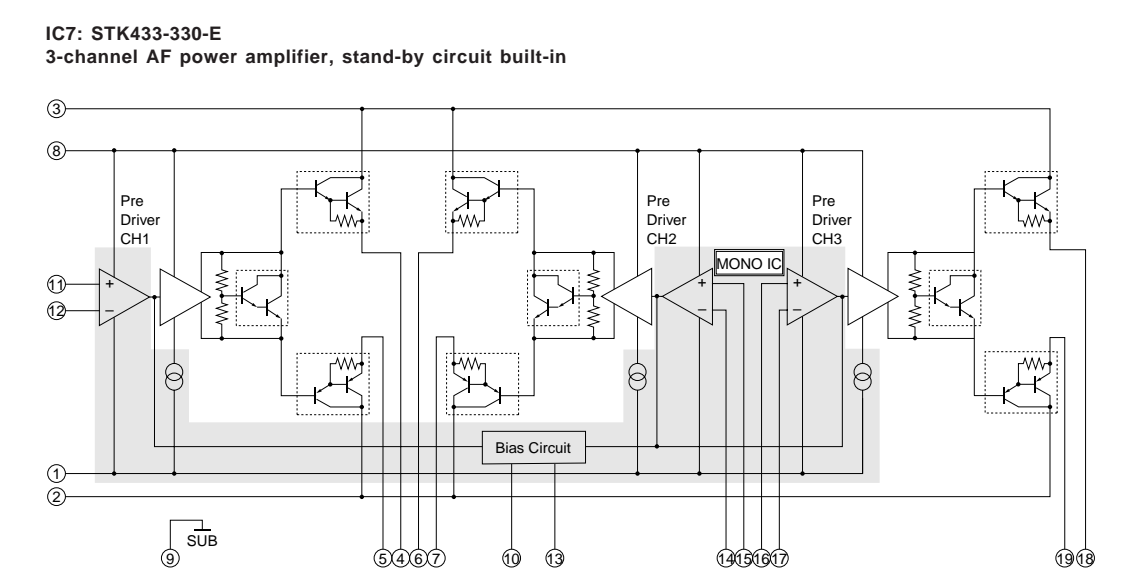 IC7: STK433-330-E
3-channel AF power amplifier, stand-by circuit built-in
3
8
Pre
Driver
CH1
Pre
Driver
CH2
Pre
Driver
CH3
MONO IC
11
+
12
−
+
−
+
−
Bias Circuit
1
2
9
SUB
5 4 6 7 10 13 14 15 16 17 19 18